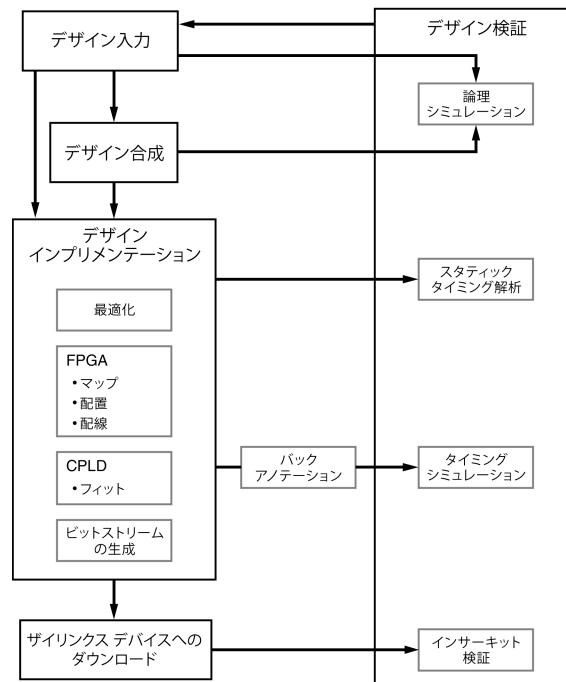 デザイン入力
デザイン検証
論理
シミュレーション
デザイン合成
デザイン
インプリメンテーション
スタティック
タイミング解析
最適化
FPGA
• マップ
• 配置
• 配線
CPLD
• フィット
バック
アノテーション
タイミング
シミュレーション
ビットストリーム
の生成
ザイリンクス デバイスへの
ダウンロード
インサーキット
検証